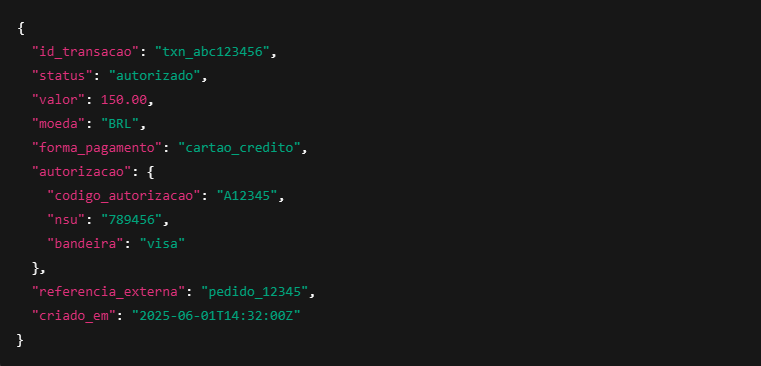 {
"id_transacao": "txn_abc123456",
"status": "autorizado",
"valor": 150.00,
"moeda": "BRL",
"forma_pagamento": "cartao_credito",
"autorizacao": {
"codigo_autorizacao": "A12345",
"nsu": "789456",
"bandeira": "visa"
},
"referencia_externa": "pedido_12345",
"criado_em": "2025-06-01T14:32:00Z"
}